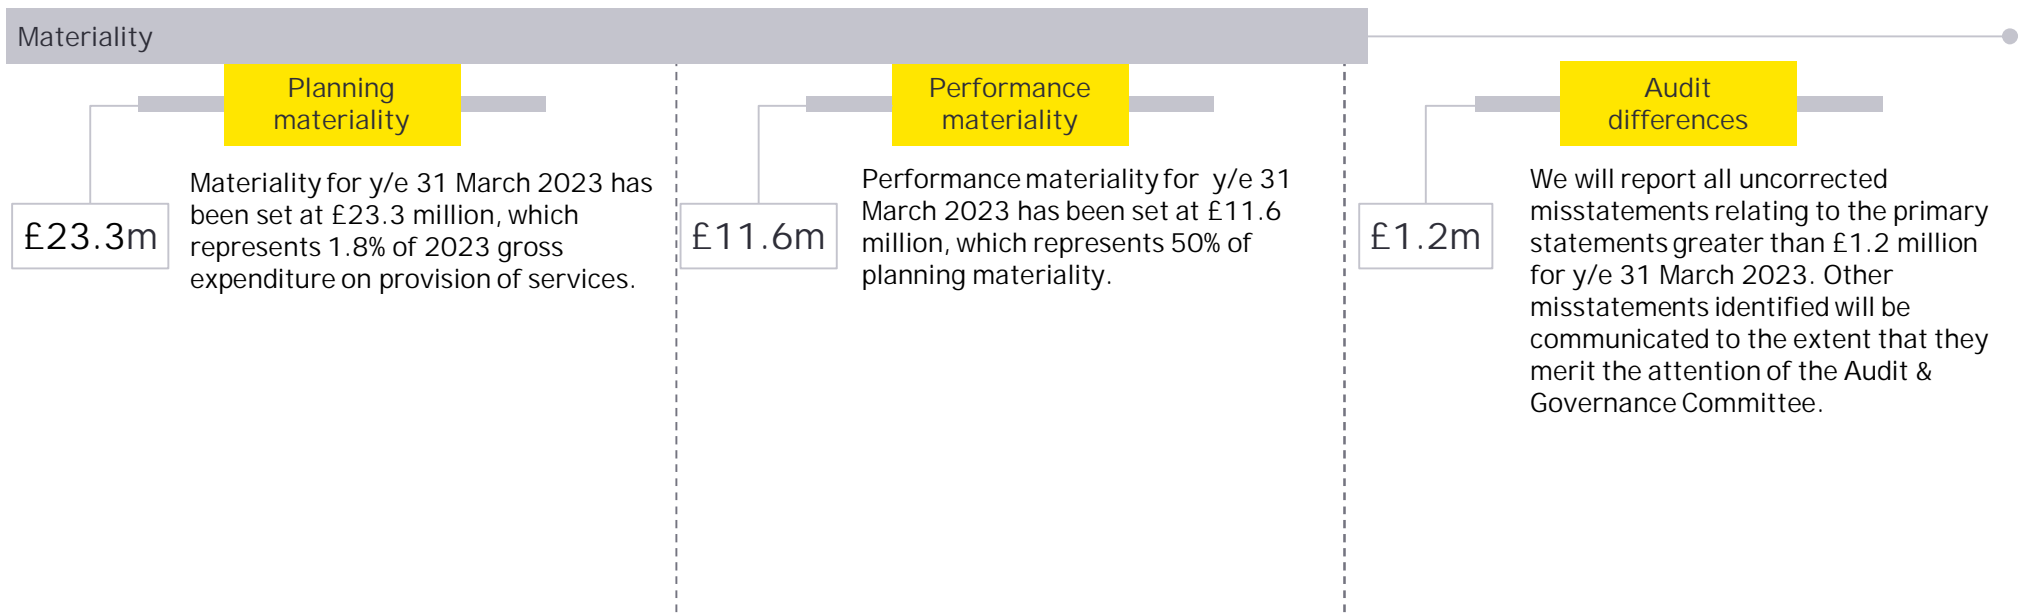 Materiality
Planning
materiality
£23.3m
Materiality for y/e 31 March 2023 has
been set at £23.3 million, which
represents 1.8% of 2023 gross
expenditure on provision of services.
Performance
materiality
£11.6m
Performance materiality for y/e 31
March 2023 has been set at £11.6
million, which represents 50% of
planning materiality.
Audit
differences
£1.2m
We will report all uncorrected
misstatements relating to the primary
statements greater than £1.2 million
for y/e 31 March 2023. Other
misstatements identified will be
communicated to the extent that they
merit the attention of the Audit &
Governance Committee.